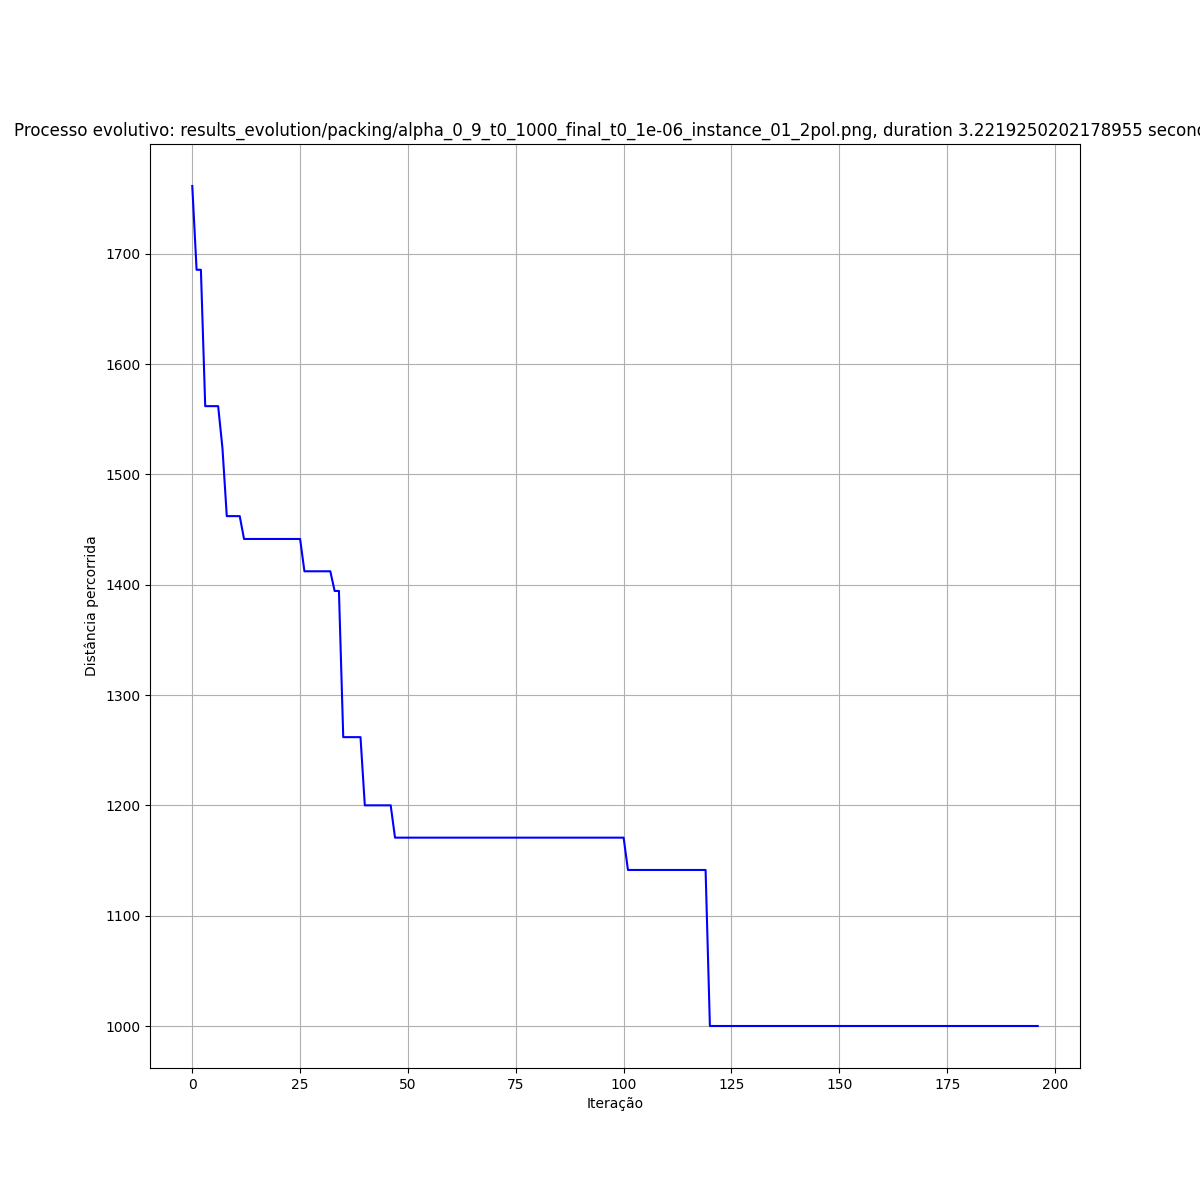 Processo evolutivo: results_evolution/packing/alpha_0_9_t0_1000_final_t0_1e-06_instance_01_2pol.png, duration 3.2219250202178955 secon
1700
1600
1500
1400
1300
1200
1100
1000
Distância percorrida
0 25 50 75 100 125 150 175 200
Iteração